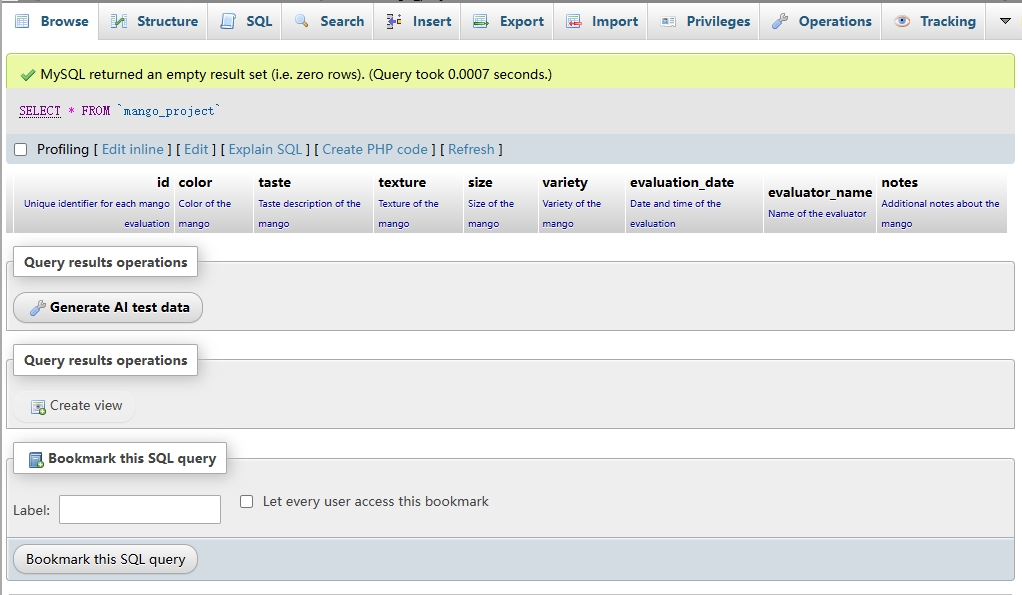 Browse Structure SQL Search Insert Export Import Privileges Operations Tracking
MySQL returned an empty result set (i.e. zero rows). (Query took 0.0007 seconds.)
SELECT * FROM `mango_project`
Profiling [ Edit inline ] [ Edit ] [ Explain SQL ] [ Create PHP code ] [ Refresh ]
id color taste texture size variety evaluation_date evaluator_name notes
Unique identifier for each mango Color of the Taste description of the Texture of the Size of the Variety of the Date and time of the Name of the evaluator Additional notes about the
evaluation mango mango mango mango mango evaluation mango
Query results operations
Generate AI test data
Query results operations
Create view
Bookmark this SQL query
Label: Let every user access this bookmark
Bookmark this SQL query